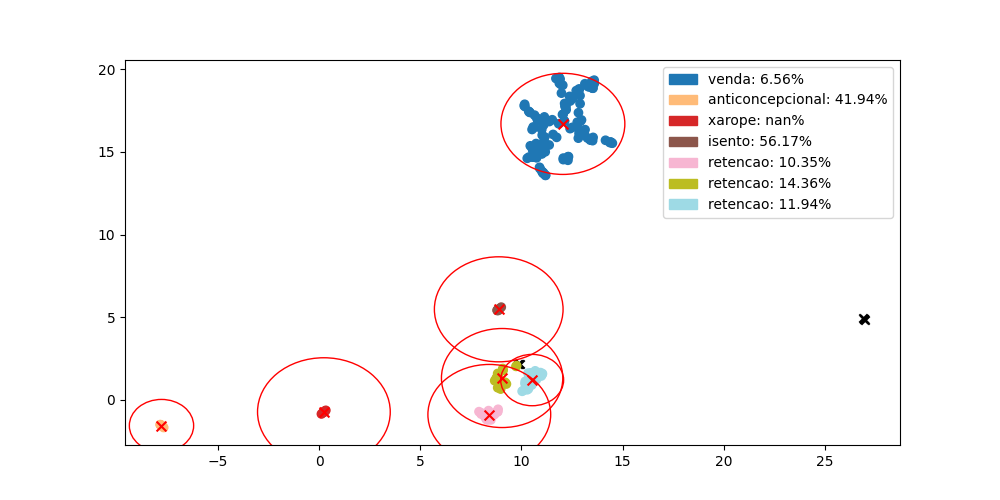 20
15
10
5
0
−5
0
5
10
15
20
25
venda: 6.56%
anticoncepcional: 41.94%
xarope: nan%
isento: 56.17%
retencao: 10.35%
retencao: 14.36%
retencao: 11.94%